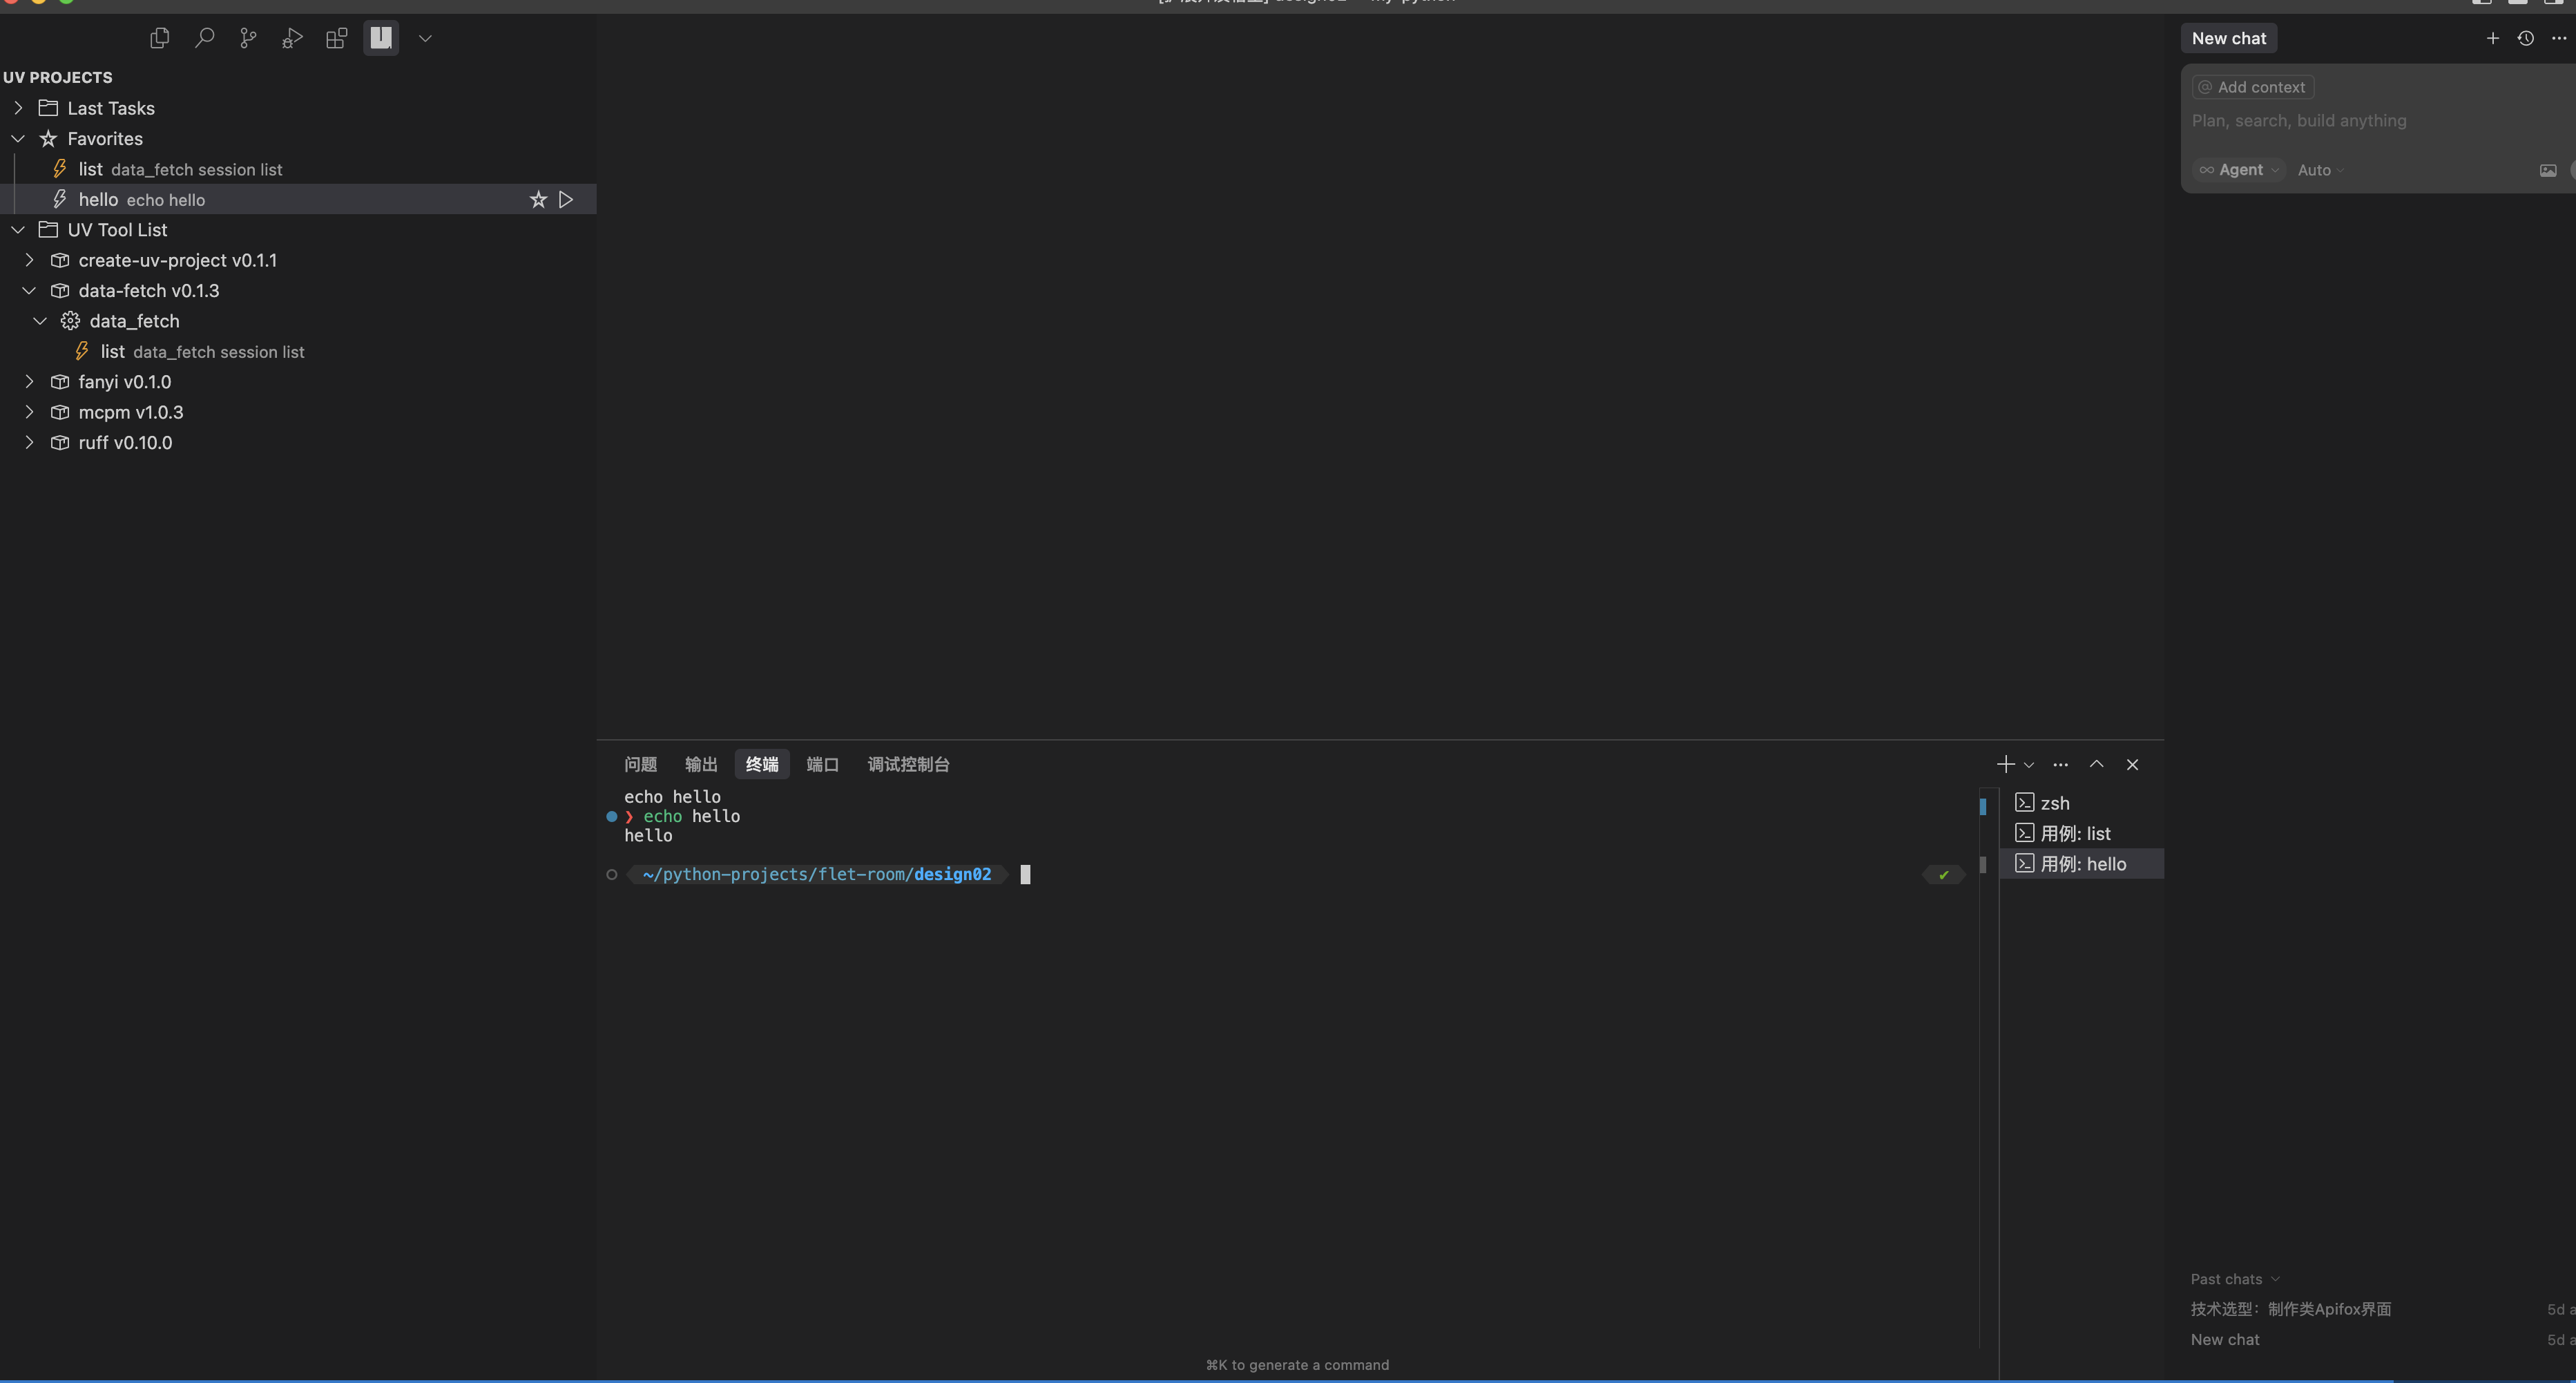 UV PROJECTS
Last Tasks
Favorites
list data_fetch session list
hello echo hello
UV Tool List
create-uv-project v0.1.1
data-fetch v0.1.3
data_fetch
list data_fetch session list
fanyi v0.1.0
mcpm v1.0.3
ruff v0.10.0
问题 输出 终端 端口 调试控制台
echo hello
❯ echo hello
hello
~/python-projects/flet-room/design02
✔
zsh
用例: list
用例: hello
⌘K to generate a command
New chat
@ Add context
Plan, search, build anything
∞ Agent Auto
Past chats
技术选型：制作类Apifox界面 5d
New chat 5d